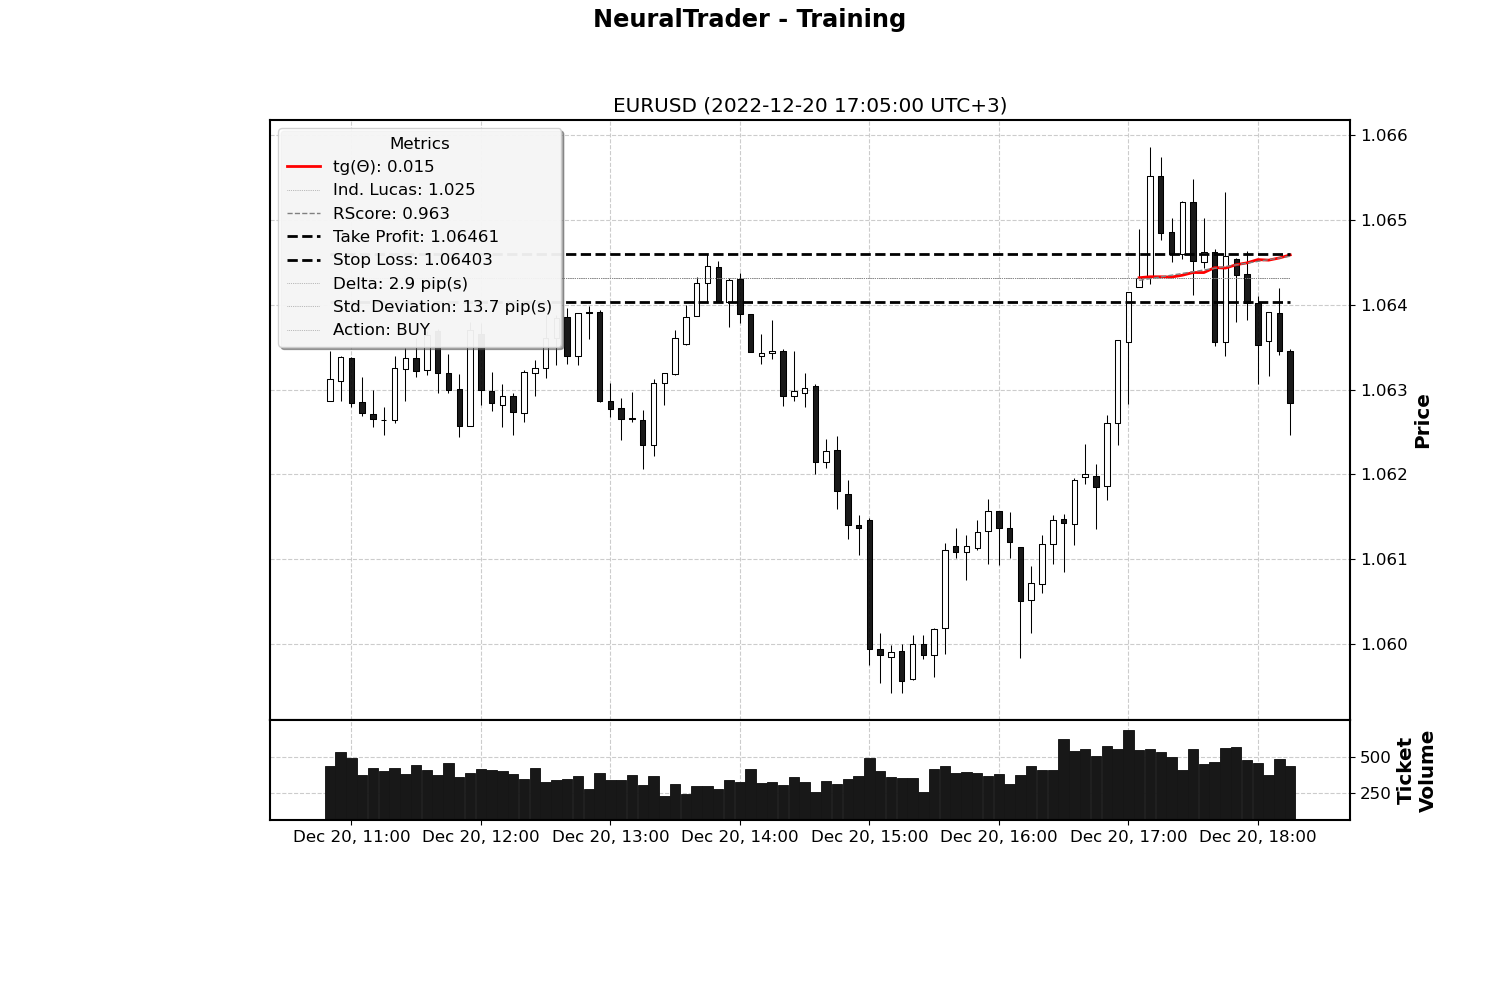 NeuralTrader - Training
EURUSD (2022-12-20 17:05:00 UTC+3)
Metrics
tg(Θ): 0.015
Ind. Lucas: 1.025
RScore: 0.963
Take Profit: 1.06461
Stop Loss: 1.06403
Delta: 2.9 pip(s)
Std. Deviation: 13.7 pip(s)
Action: BUY
1.066
1.065
1.064
1.063
1.062
1.061
1.060
Price
500
250
Ticket
Volume
Dec 20, 11:00
Dec 20, 12:00
Dec 20, 13:00
Dec 20, 14:00
Dec 20, 15:00
Dec 20, 16:00
Dec 20, 17:00
Dec 20, 18:00